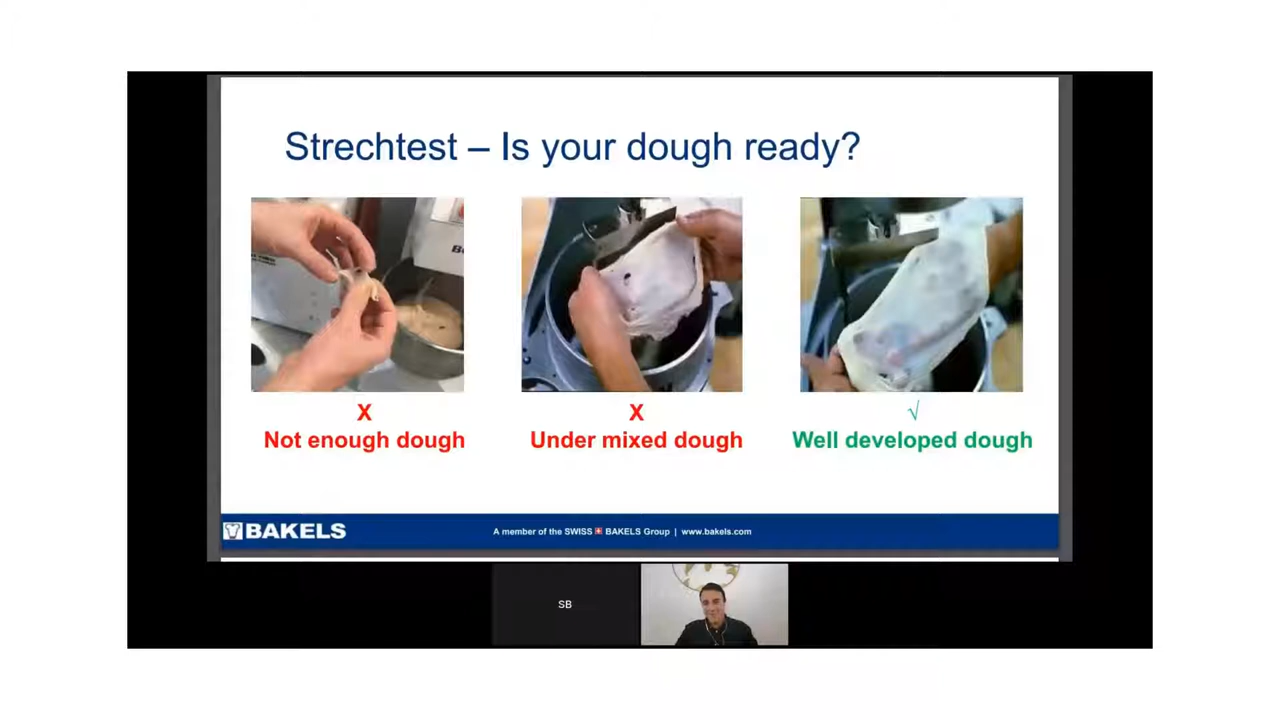 Strechtest – Is your dough ready?
X
Not enough dough
X
Under mixed dough
√
Well developed dough
BAKELS
A member of the SWISS BAKELS Group | www.bakels.com
SB